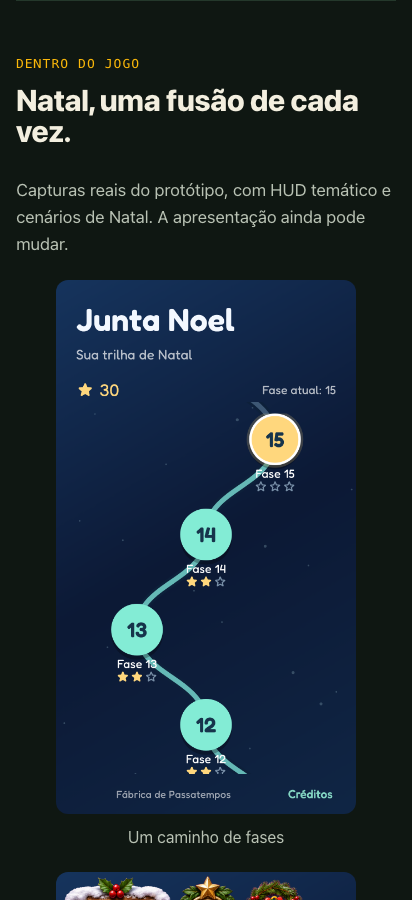 DENTRO DO JOGO
Natal, uma fusão de cada
vez.
Capturas reais do protótipo, com HUD temático e
cenários de Natal. A apresentação ainda pode
mudar.
Junta Noel
Sua trilha de Natal
30
Fase atual: 15
15
Fase 15
14
Fase 14
13
Fase 13
12
Fase 12
Fábrica de Passatempos
Créditos
Um caminho de fases